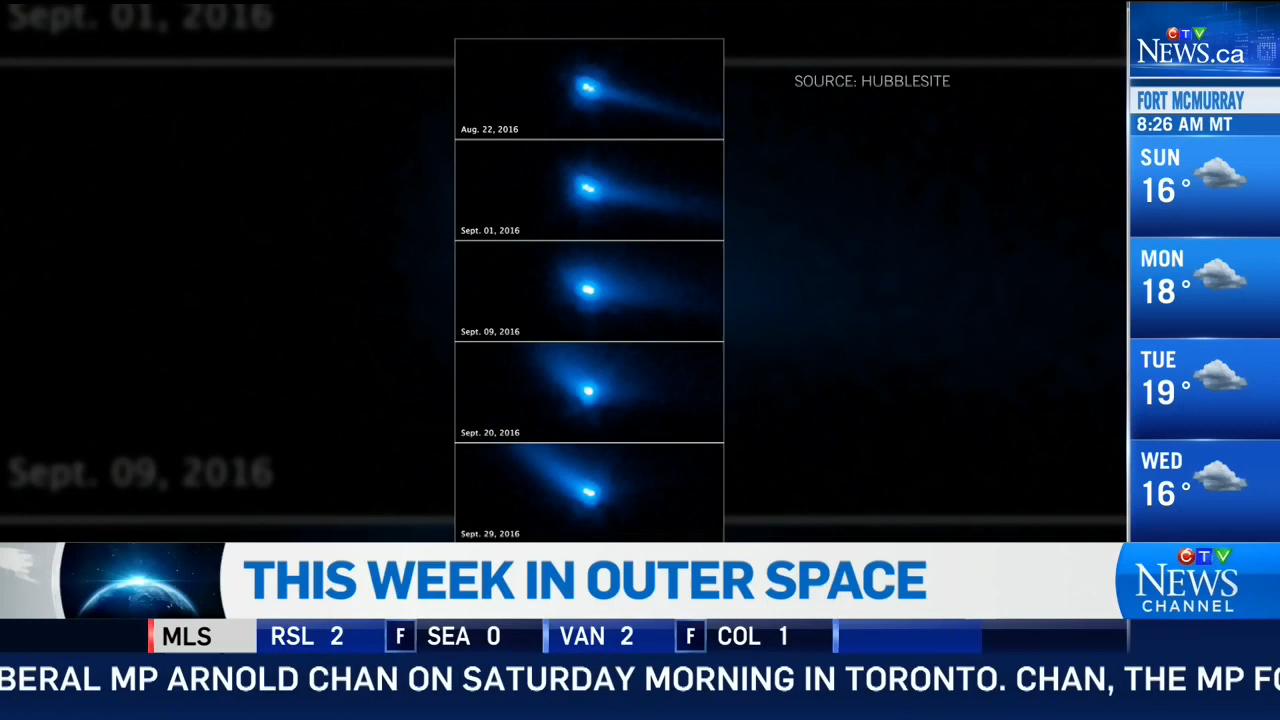 Sept. 01, 2016
SOURCE: HUBBLESITE
Aug. 22, 2016
Sept. 01, 2016
Sept. 09, 2016
Sept. 20, 2016
Sept. 09, 2016
Sept. 29, 2016
CTV
NEWS.ca
FORT MCMURRAY
8:26 AM MT
SUN
16°
MON
18°
TUE
19°
WED
16°
THIS WEEK IN OUTER SPACE
CTV
NEWS
CHANNEL
MLS RSL 2 F SEA 0 VAN 2 F COL 1
BERAL MP ARNOLD CHAN ON SATURDAY MORNING IN TORONTO. CHAN, THE MP FO